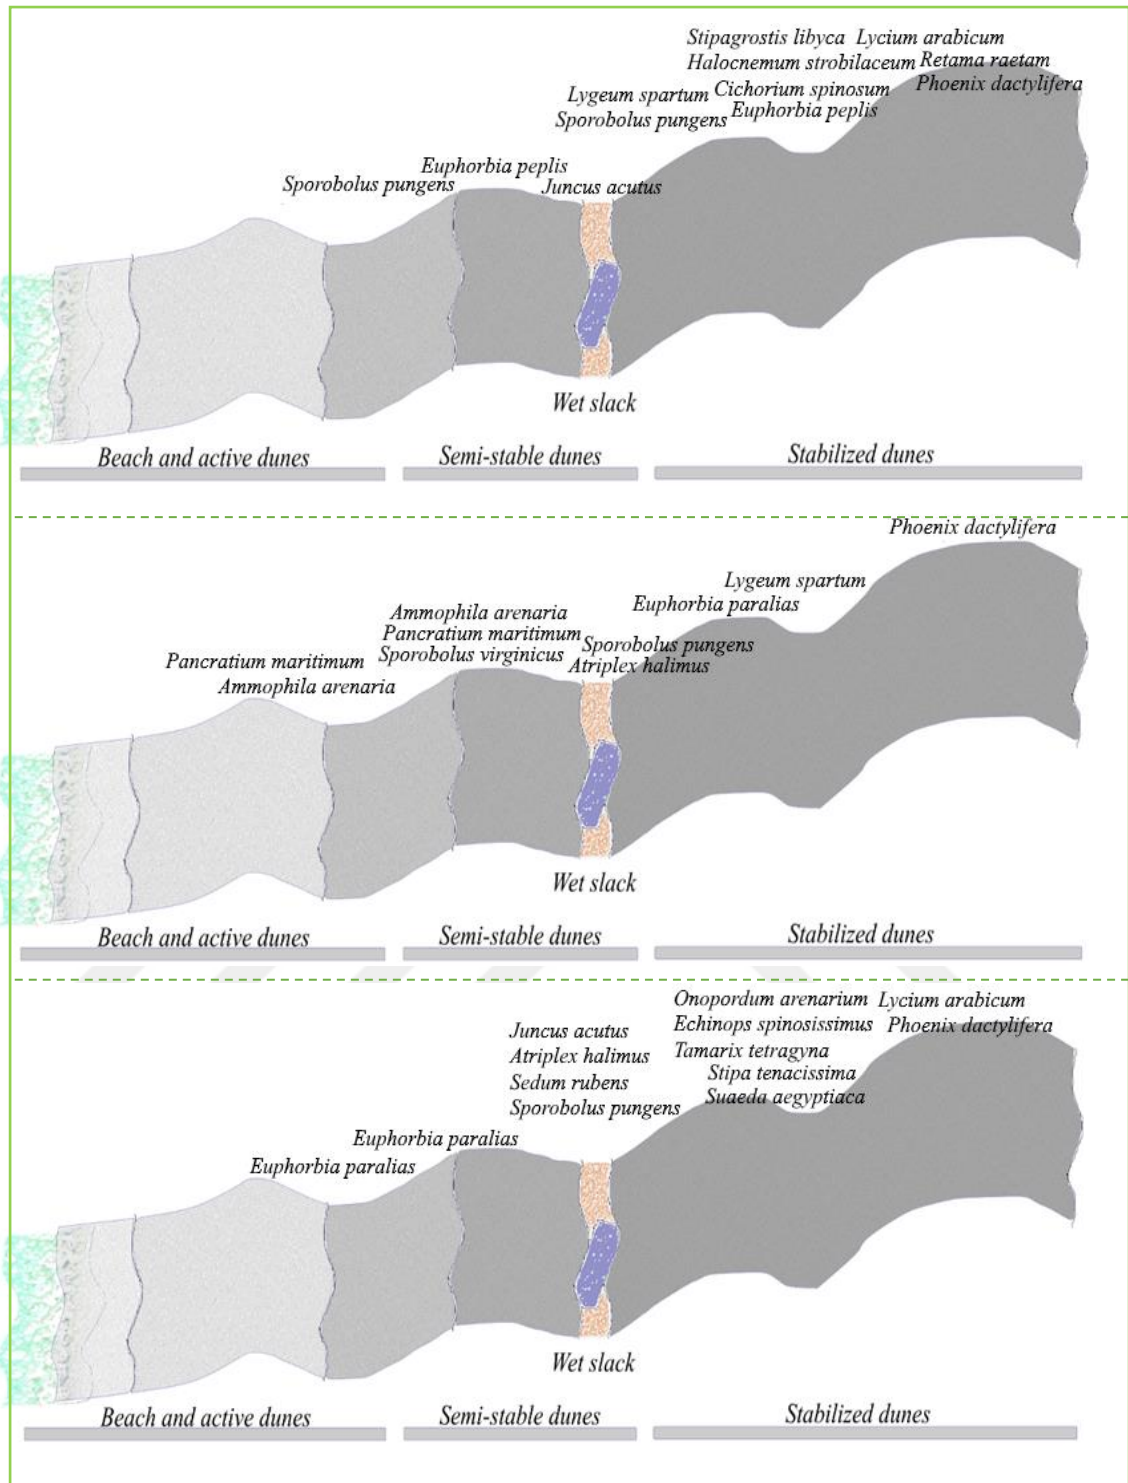 Stipagrostis libyca Lycium arabicum
Halocnemum strobilaceum Retama raetam
Cichorium spinosum Phoenix dactylifera
Lygeum spartum Euphorbia peplis
Sporobolus pungens
Euphorbia peplis
Sporobolus pungens Juncus acutus
Wet slack
Beach and active dunes Semi-stable dunes Stabilized dunes
Phoenix dactylifera
Lygeum spartum
Euphorbia paralias
Ammophila arenaria
Pancratium maritimum
Sporobolus virginicus Sporobolus pungens
Pancratium maritimum Atriplex halimus
Ammophila arenaria
Wet slack
Beach and active dunes Semi-stable dunes Stabilized dunes
Onopordum arenarium Lycium arabicum
Echinops spinosissimus Phoenix dactylifera
Juncus acutus
Atriplex halimus Tamarix tetragyna
Sedum rubens Stipa tenacissima
Sporobolus pungens Suaeda aegyptiaca
Euphorbia paralias
Euphorbia paralias
Wet slack
Beach and active dunes Semi-stable dunes Stabilized dunes